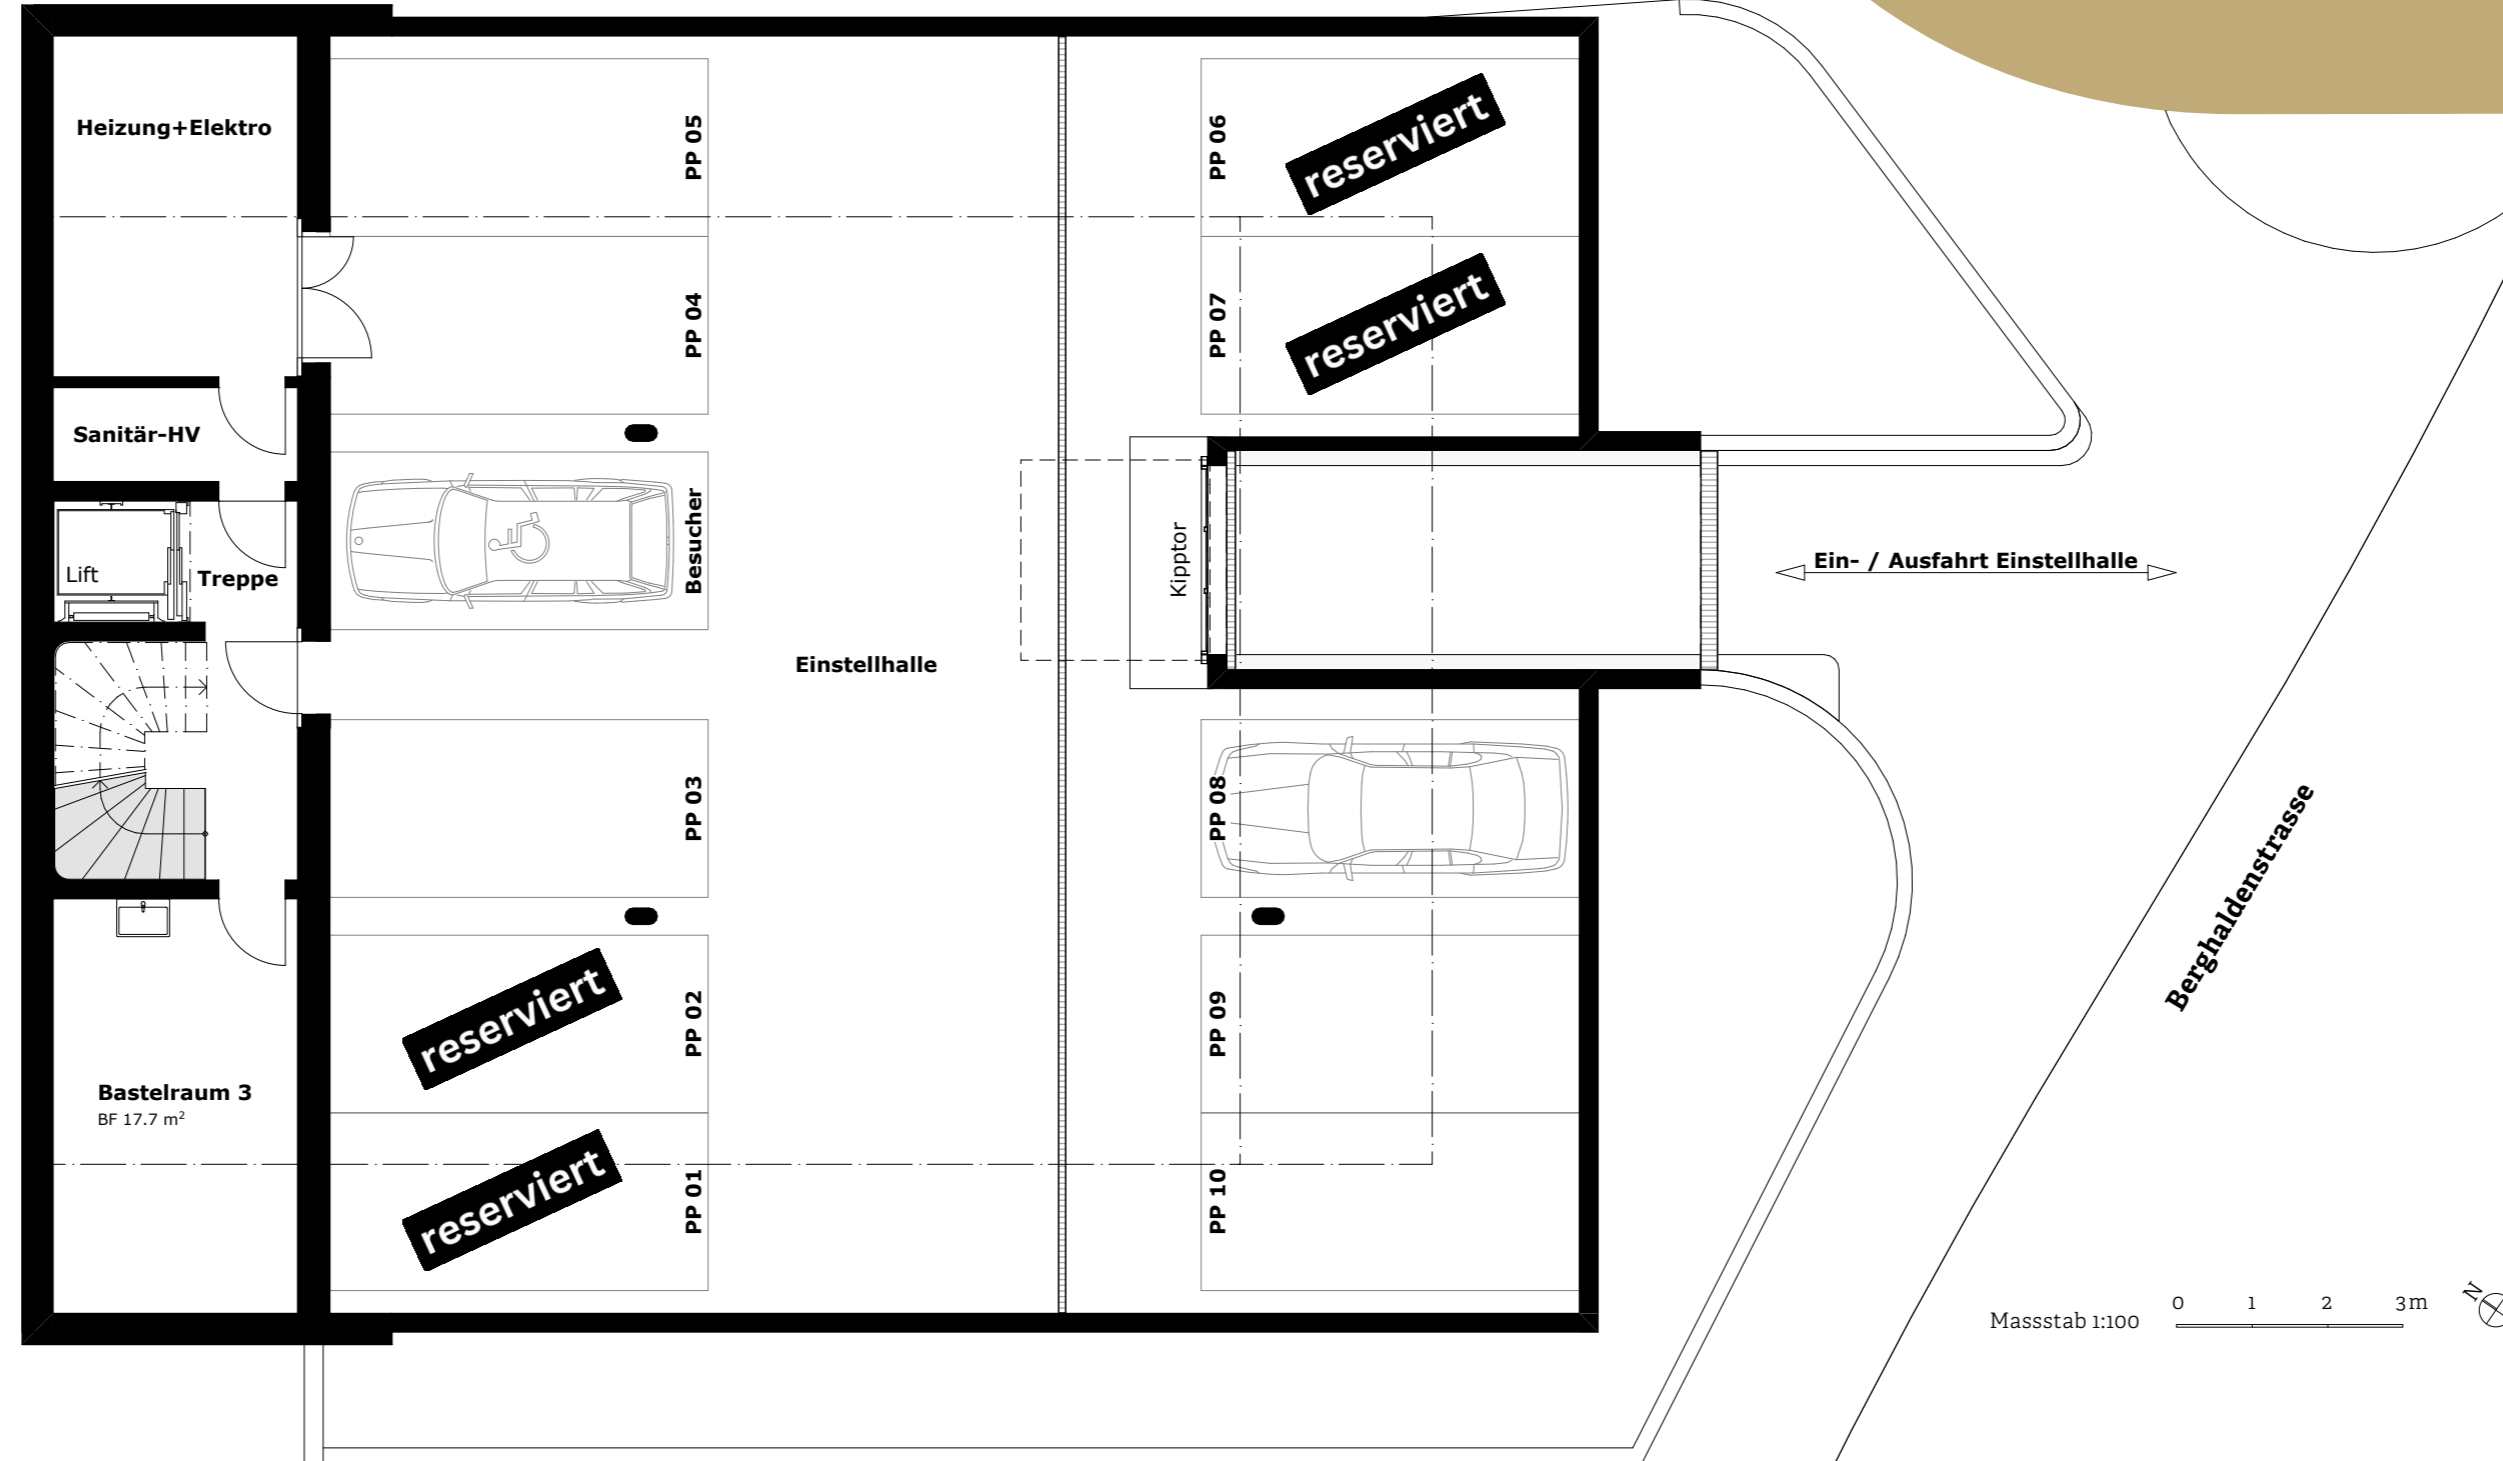 Heizung+Elektro
PP 05
PP 06
reserviert
PP 04
PP 07
reserviert
Sanitär-HV
Lift
Treppe
Besucher
Kipptor
Ein- / Ausfahrt Einstellhalle
Einstellhalle
PP 03
PP 08
Berghaldenstrasse
reserviert
PP 02
PP 09
Bastelraum 3
BF 17.7 m²
reserviert
PP 01
PP 10
Massstab 1:100
0 1 2 3m
N